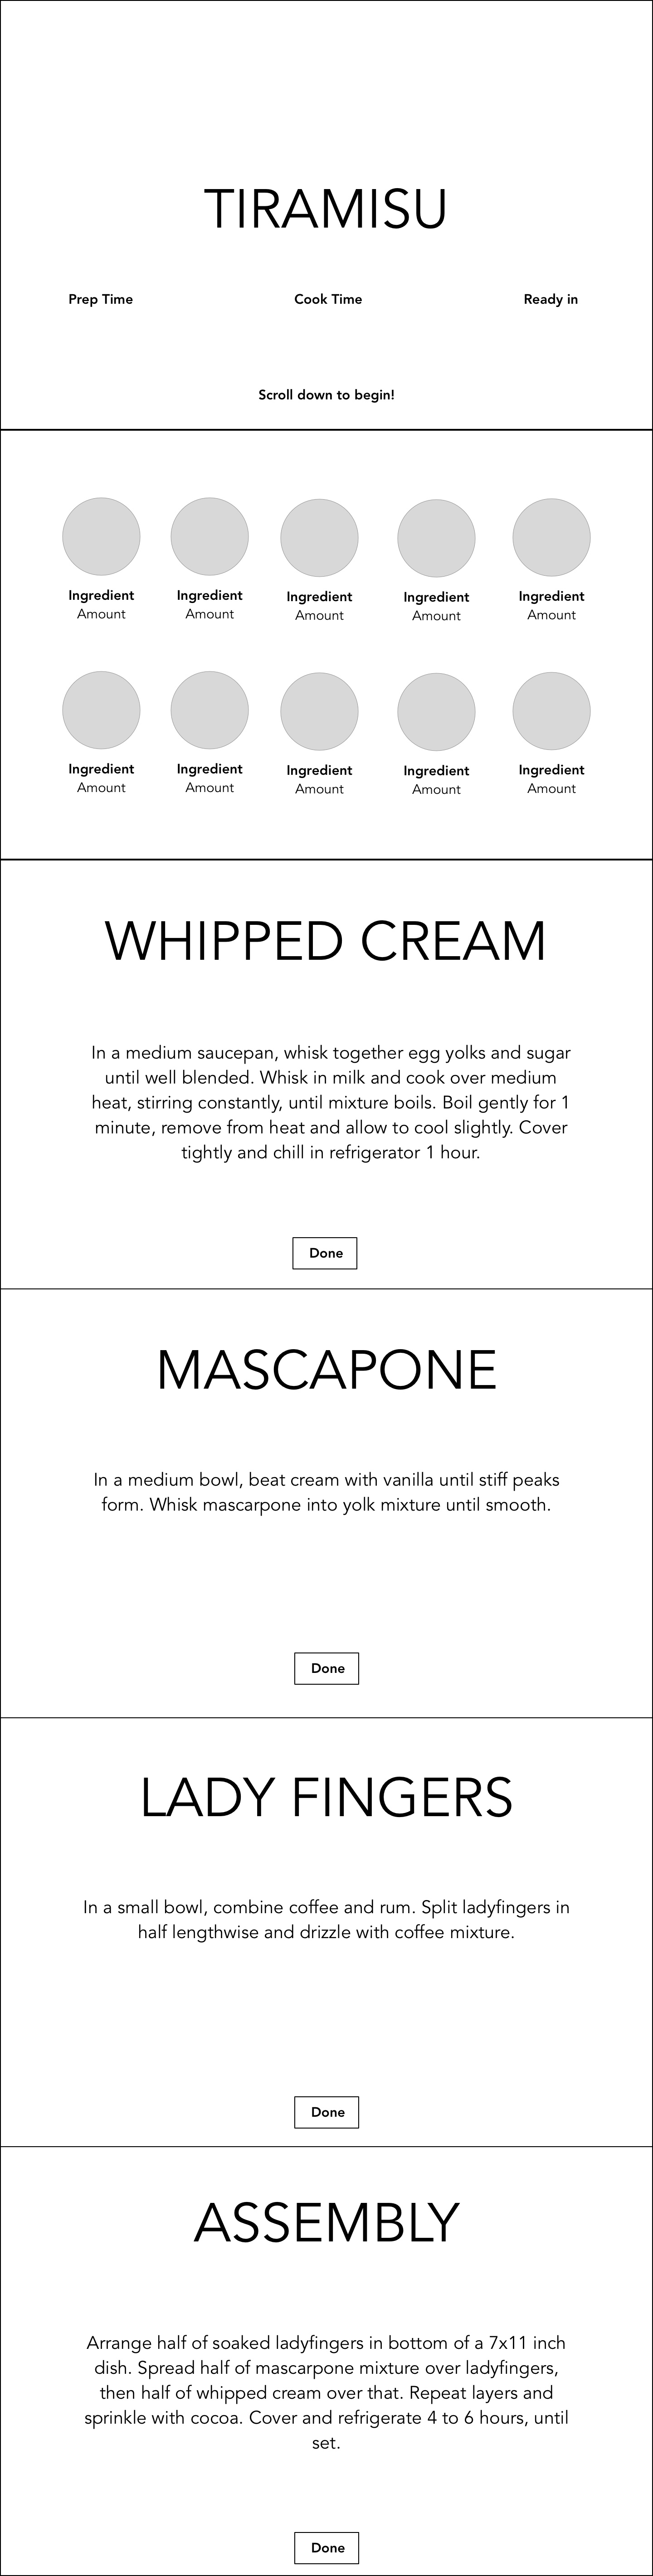 TIRAMISU
Prep Time Cook Time Ready in
Scroll down to begin!
Ingredient Ingredient Ingredient Ingredient Ingredient
Amount Amount Amount Amount Amount
Ingredient Ingredient Ingredient Ingredient Ingredient
Amount Amount Amount Amount Amount
WHIPPED CREAM
In a medium saucepan, whisk together egg yolks and sugar
until well blended. Whisk in milk and cook over medium
heat, stirring constantly, until mixture boils. Boil gently for 1
minute, remove from heat and allow to cool slightly. Cover
tightly and chill in refrigerator 1 hour.
Done
MASCAPONE
In a medium bowl, beat cream with vanilla until stiff peaks
form. Whisk mascarpone into yolk mixture until smooth.
Done
LADY FINGERS
In a small bowl, combine coffee and rum. Split ladyfingers in
half lengthwise and drizzle with coffee mixture.
Done
ASSEMBLY
Arrange half of soaked ladyfingers in bottom of a 7x11 inch
dish. Spread half of mascarpone mixture over ladyfingers,
then half of whipped cream over that. Repeat layers and
sprinkle with cocoa. Cover and refrigerate 4 to 6 hours, until
set.
Done